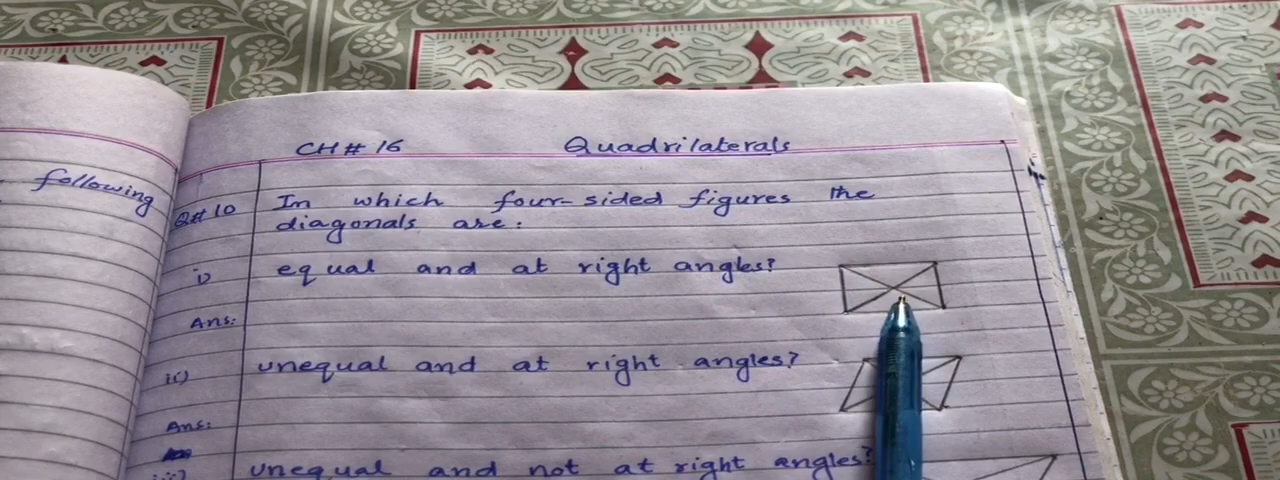 CH # 16 Quadrilaterals
following
Q# 10 In which four-sided figures the
diagonals are:
i) equal and at right angles?
Ans:
ii) unequal and at right angles?
Ans:
iii) unequal and not at right angles?